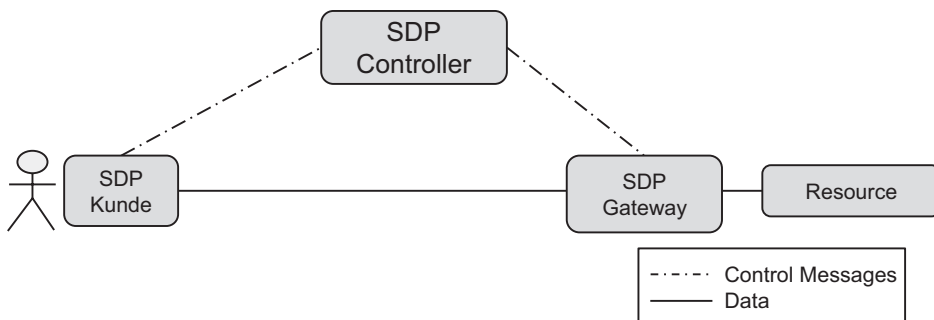 SDP
Controller
SDP
Kunde
SDP
Gateway
Resource
Control Messages
Data